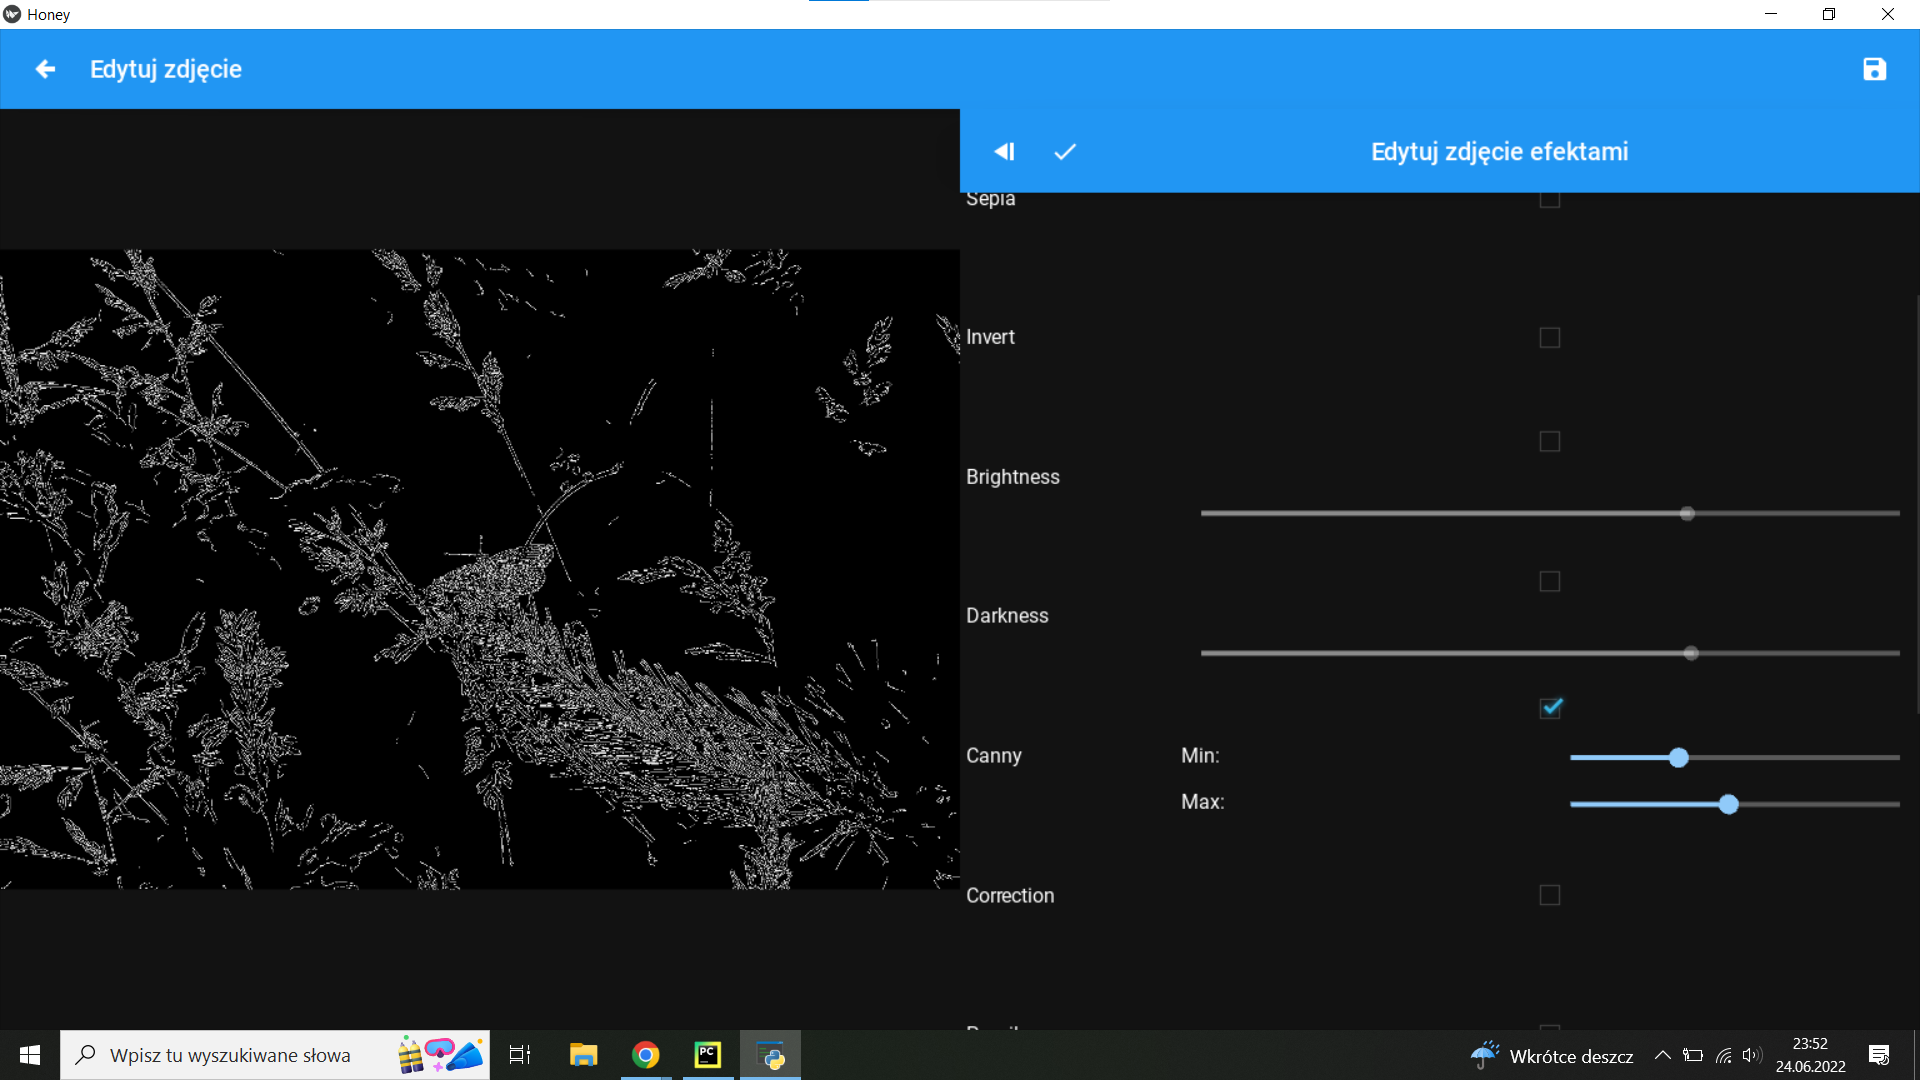 Honey
Edytuj zdjęcie
Edytuj zdjęcie efektami
Sepia
Invert
Brightness
Darkness
Canny Min:
Max:
Correction
PC
Wpisz tu wyszukiwane słowa
Wkrótce deszcz
23:52
24.06.2022